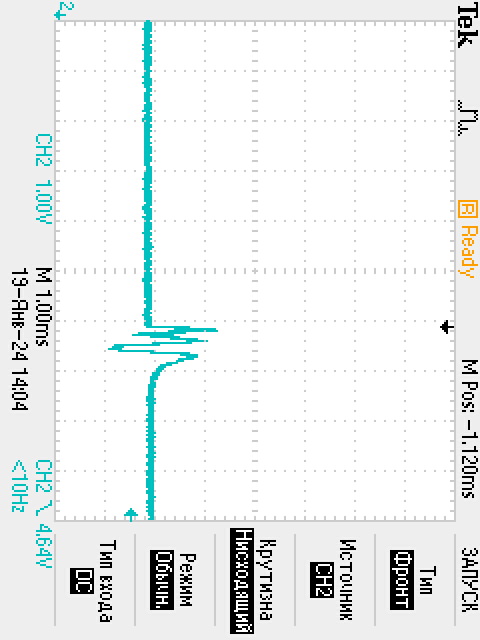 Tek
R Ready
M Pos: -1.120ms
ЗАПУСК
Тип
Фронт
Источник
CH2
Крутизна
Нисходящий
Режим
Обычн.
Тип входа
DC
2
CH2 1.00V
M 1.00ms
CH2 4.64V
19-Янв-24 14:04
<10Hz